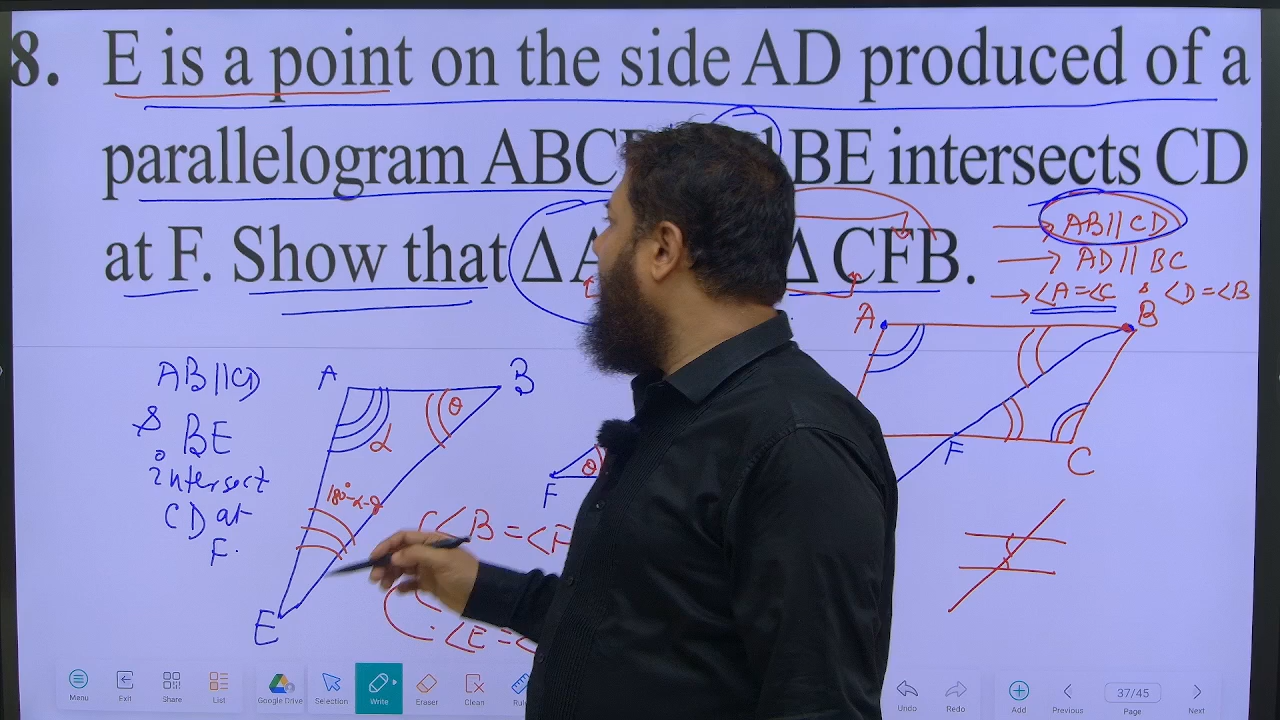 8. E is a point on the side AD produced of a
parallelogram ABC BE intersects CD
at F. Show that Δ Δ CFB.
→ AB||CD
→ AD || BC
→ ∠A=∠C & ∠D=∠B
A B
F C
AB||CD
& BE
intersect
CD at
F.
A B
α θ
180°-α-θ
E
F θ
∠B = ∠F
∴ ∠E =
Menu Exit Share List Google Drive Selection Write Eraser Clean Undo Redo Add Previous 37/45 Page Next